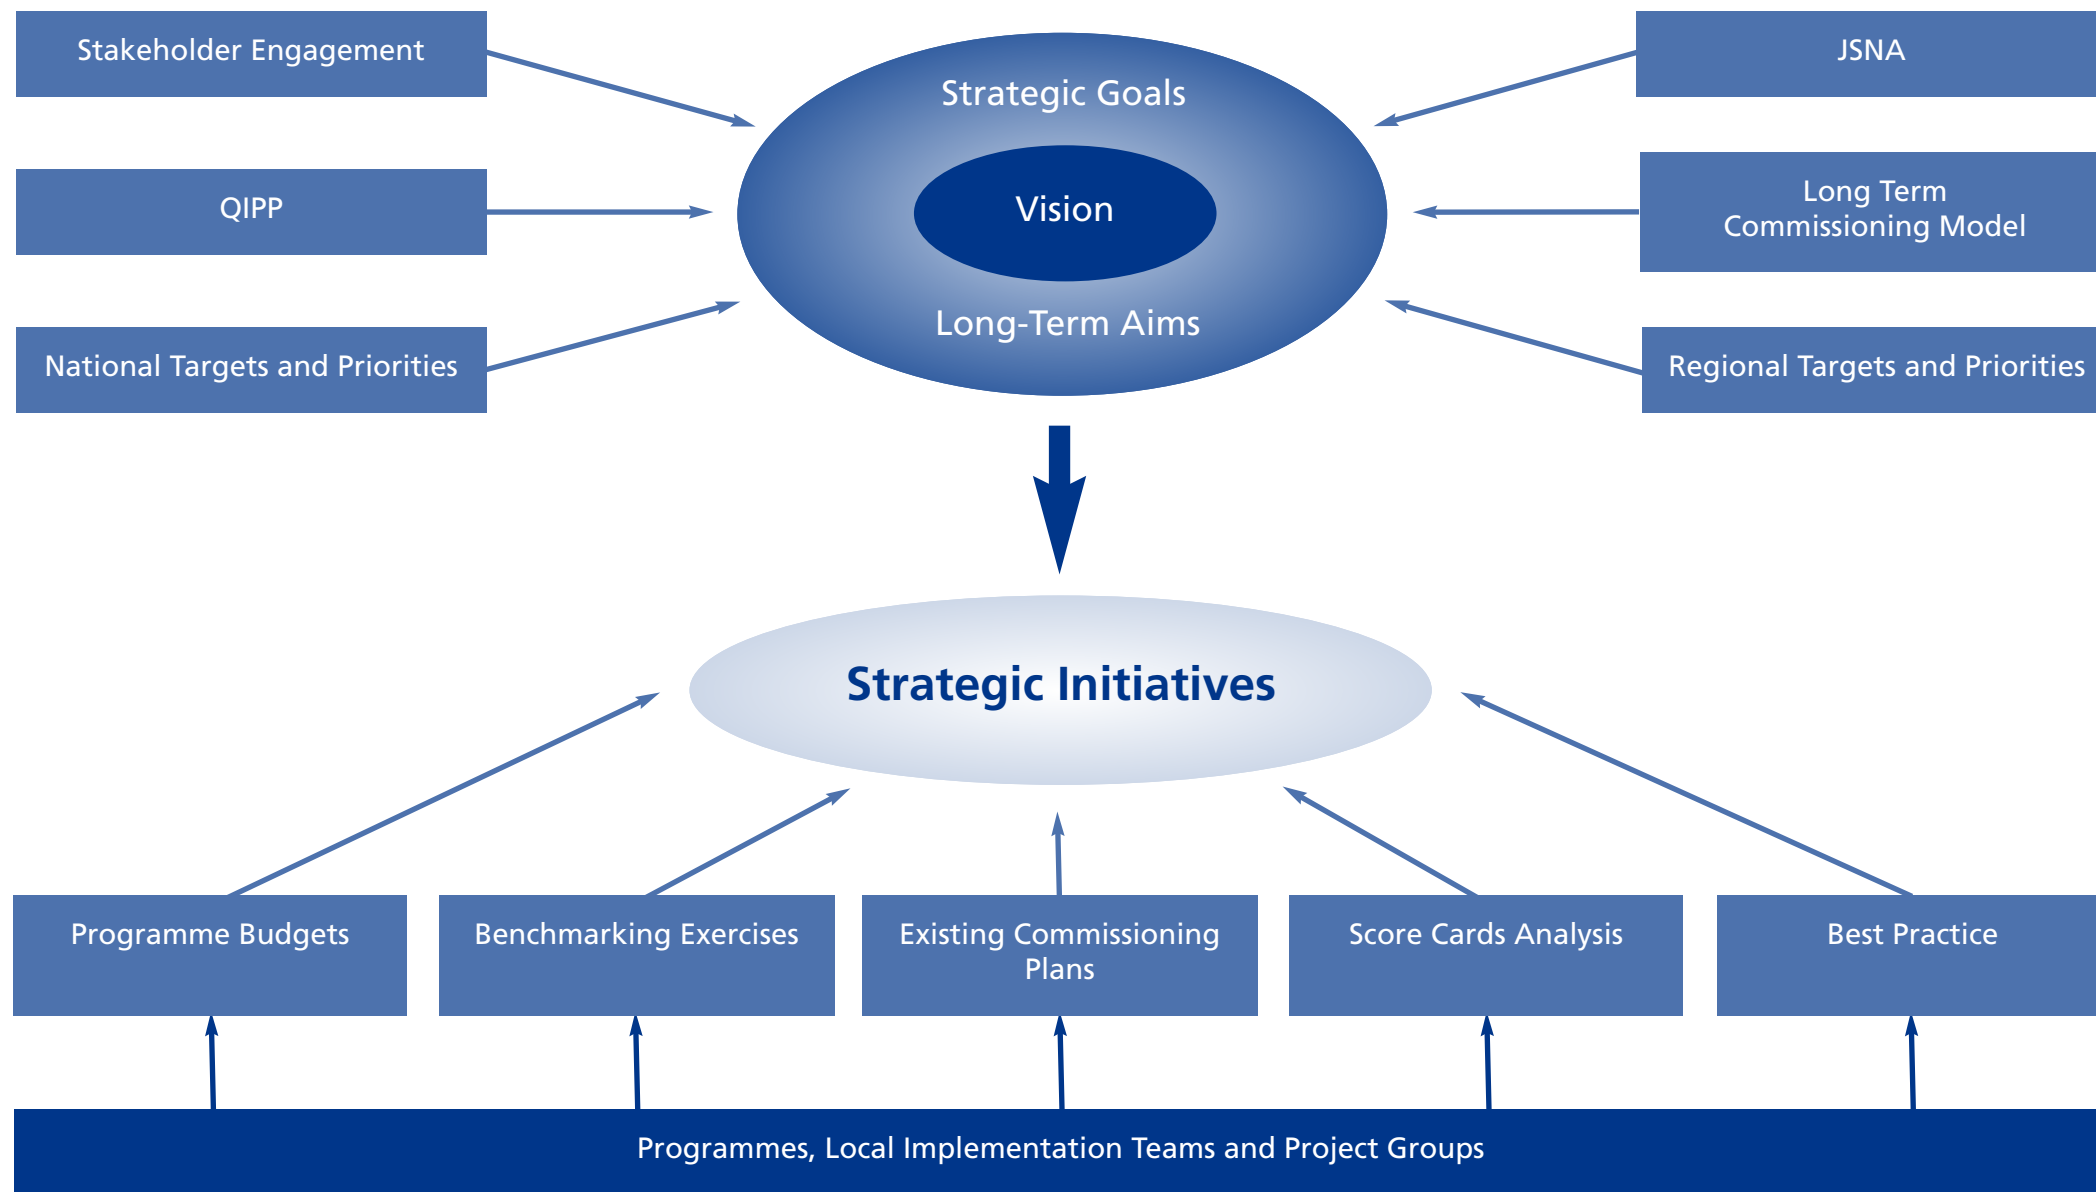 Stakeholder Engagement
JSNA
Strategic Goals
QIPP
Vision
Long Term
Commissioning Model
Long-Term Aims
National Targets and Priorities
Regional Targets and Priorities
Strategic Initiatives
Programme Budgets
Benchmarking Exercises
Existing Commissioning
Plans
Score Cards Analysis
Best Practice
Programmes, Local Implementation Teams and Project Groups